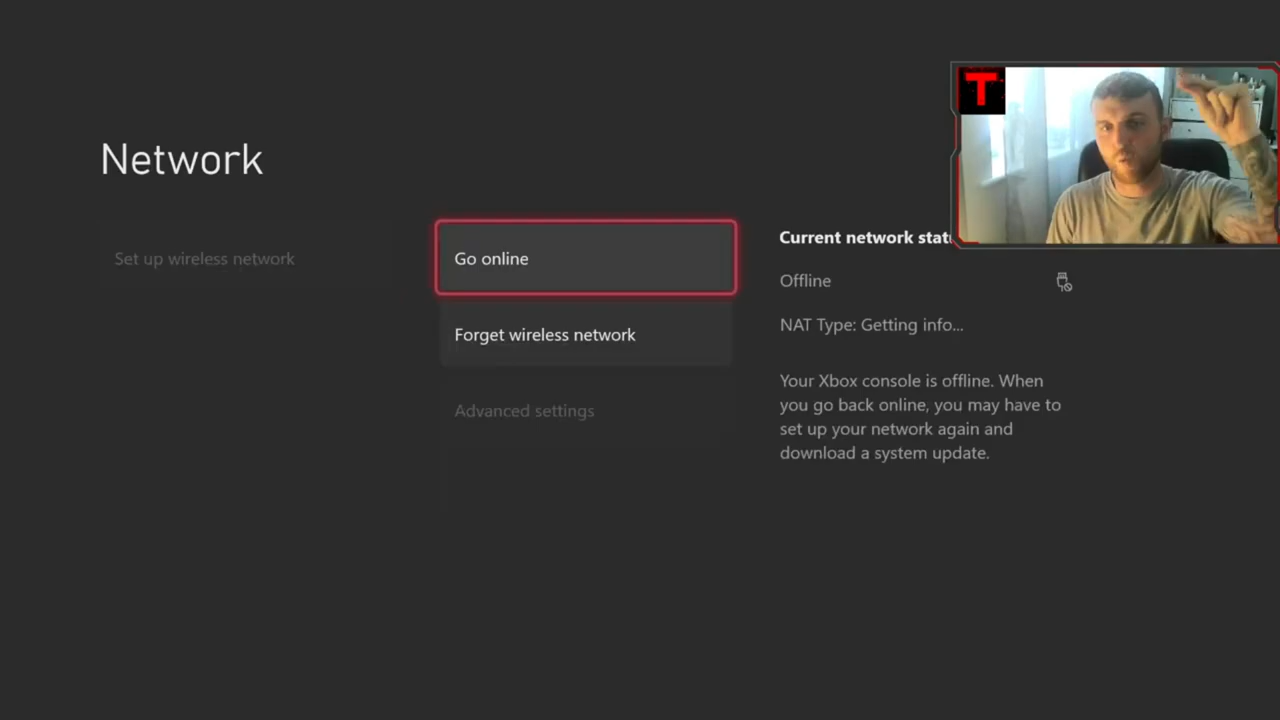 T
Network
Set up wireless network
Go online
Forget wireless network
Advanced settings
Current network
Offline
NAT Type: Getting info...
Your Xbox console is offline. When
you go back online, you may have to
set up your network again and
download a system update.